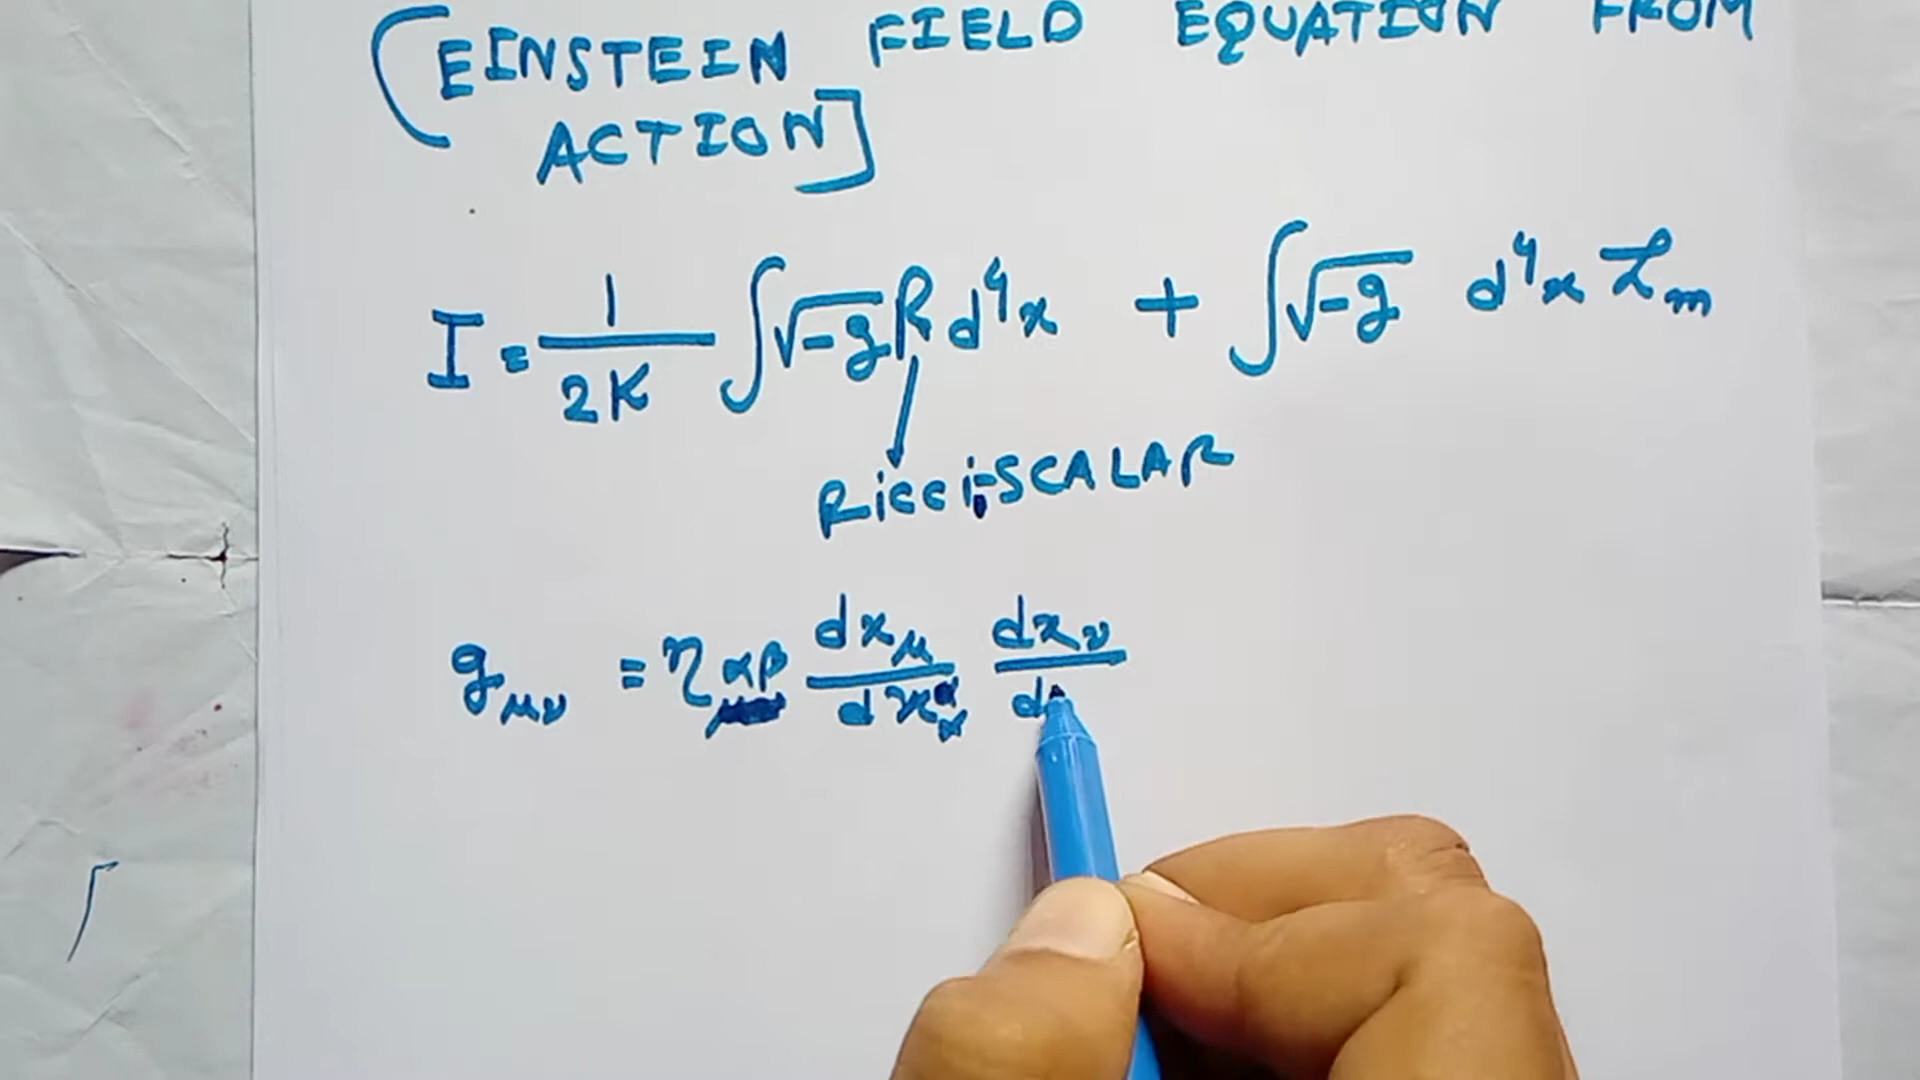 (EINSTEIN FIELD EQUATION FROM
ACTION]
I = 1/2K ∫√-g R d⁴x + ∫√-g d⁴x ℒm
Ricci-SCALAR
gμν = ηαβ dxμ/dxα dxν/d